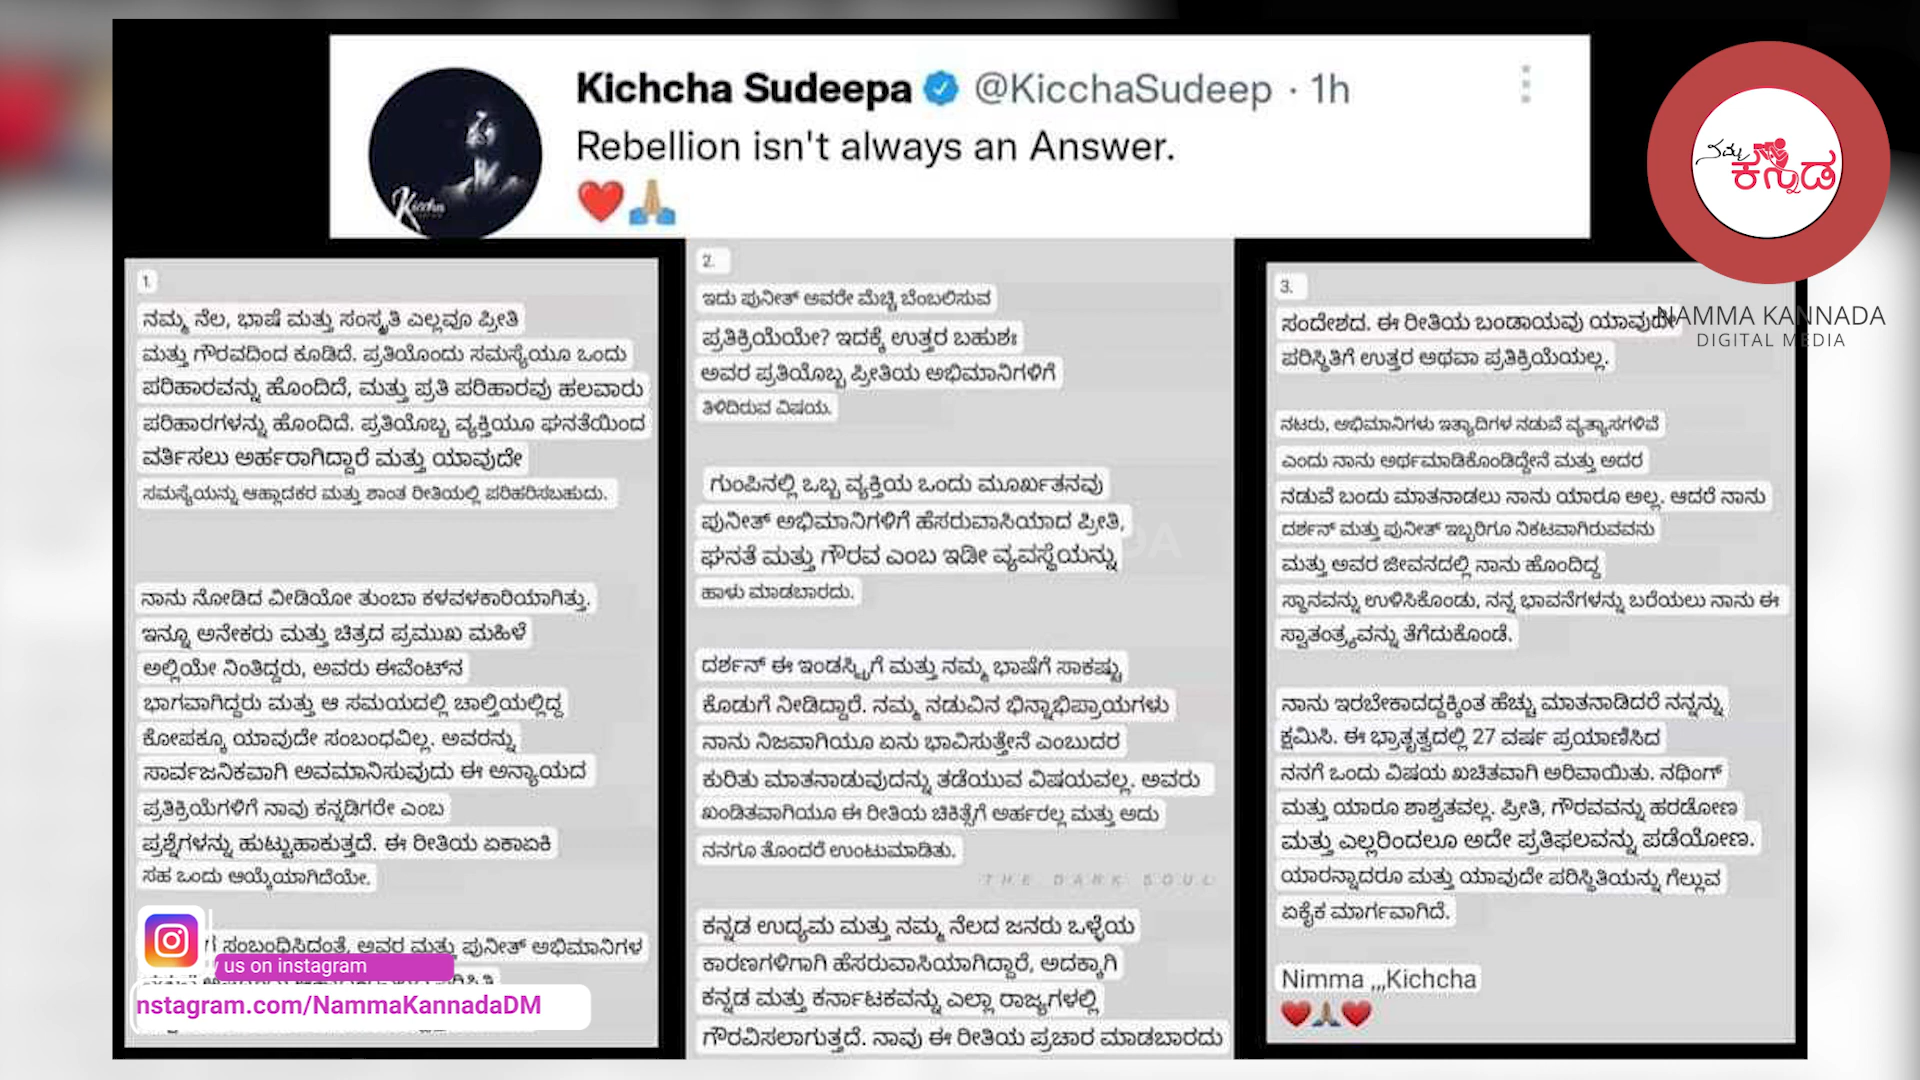 Kichcha Sudeepa @KicchaSudeep · 1h
Rebellion isn't always an Answer.
❤️🙏🏽
ನಮ್ಮ ಕನ್ನಡ
NAMMA KANNADA
DIGITAL MEDIA
1.
ನಮ್ಮ ನೆಲ, ಭಾಷೆ ಮತ್ತು ಸಂಸ್ಕೃತಿ ಎಲ್ಲವೂ ಪ್ರೀತಿ
ಮತ್ತು ಗೌರವದಿಂದ ಕೂಡಿದೆ. ಪ್ರತಿಯೊಂದು ಸಮಸ್ಯೆಯೂ ಒಂದು
ಪರಿಹಾರವನ್ನು ಹೊಂದಿದೆ, ಮತ್ತು ಪ್ರತಿ ಪರಿಹಾರವು ಹಲವಾರು
ಪರಿಹಾರಗಳನ್ನು ಹೊಂದಿದೆ. ಪ್ರತಿಯೊಬ್ಬ ವ್ಯಕ್ತಿಯೂ ಘನತೆಯಿಂದ
ವರ್ತಿಸಲು ಅರ್ಹರಾಗಿದ್ದಾರೆ ಮತ್ತು ಯಾವುದೇ
ಸಮಸ್ಯೆಯನ್ನು ಆಹ್ಲಾದಕರ ಮತ್ತು ಶಾಂತ ರೀತಿಯಲ್ಲಿ ಪರಿಹರಿಸಬಹುದು.
ನಾನು ನೋಡಿದ ವೀಡಿಯೋ ತುಂಬಾ ಕಳವಳಕಾರಿಯಾಗಿತ್ತು.
ಇನ್ನೂ ಅನೇಕರು ಮತ್ತು ಚಿತ್ರದ ಪ್ರಮುಖ ಮಹಿಳೆ
ಅಲ್ಲಿಯೇ ನಿಂತಿದ್ದರು, ಅವರು ಈವೆಂಟ್‌ನ
ಭಾಗವಾಗಿದ್ದರು ಮತ್ತು ಆ ಸಮಯದಲ್ಲಿ ಚಾಲ್ತಿಯಲ್ಲಿದ್ದ
ಕೋಪಕ್ಕೂ ಯಾವುದೇ ಸಂಬಂಧವಿಲ್ಲ. ಅವರನ್ನು
ಸಾರ್ವಜನಿಕವಾಗಿ ಅವಮಾನಿಸುವುದು ಈ ಅನ್ಯಾಯದ
ಪ್ರತಿಕ್ರಿಯೆಗಳಿಗೆ ನಾವು ಕನ್ನಡಿಗರೇ ಎಂಬ
ಪ್ರಶ್ನೆಗಳನ್ನು ಹುಟ್ಟುಹಾಕುತ್ತದೆ. ಈ ರೀತಿಯ ಏಕಾಏಕಿ
ಸಹ ಒಂದು ಆಯ್ಕೆಯಾಗಿದೆಯೇ.
ಸಂಬಂಧಿಸಿದಂತೆ, ಅವರ ಮತ್ತು ಪುನೀತ್ ಅಭಿಮಾನಿಗಳ
us on instagram
nstagram.com/NammaKannadaDM
2.
ಇದು ಪುನೀತ್ ಅವರೇ ಮೆಚ್ಚಿ ಬೆಂಬಲಿಸುವ
ಪ್ರತಿಕ್ರಿಯೆಯೇ? ಇದಕ್ಕೆ ಉತ್ತರ ಬಹುಶಃ
ಅವರ ಪ್ರತಿಯೊಬ್ಬ ಪ್ರೀತಿಯ ಅಭಿಮಾನಿಗಳಿಗೆ
ತಿಳಿದಿರುವ ವಿಷಯ.
ಗುಂಪಿನಲ್ಲಿ ಒಬ್ಬ ವ್ಯಕ್ತಿಯ ಒಂದು ಮೂರ್ಖತನವು
ಪುನೀತ್ ಅಭಿಮಾನಿಗಳಿಗೆ ಹೆಸರುವಾಸಿಯಾದ ಪ್ರೀತಿ,
ಘನತೆ ಮತ್ತು ಗೌರವ ಎಂಬ ಇಡೀ ವ್ಯವಸ್ಥೆಯನ್ನು
ಹಾಳು ಮಾಡಬಾರದು.
ದರ್ಶನ್ ಈ ಇಂಡಸ್ಟ್ರಿಗೆ ಮತ್ತು ನಮ್ಮ ಭಾಷೆಗೆ ಸಾಕಷ್ಟು
ಕೊಡುಗೆ ನೀಡಿದ್ದಾರೆ. ನಮ್ಮ ನಡುವಿನ ಭಿನ್ನಾಭಿಪ್ರಾಯಗಳು
ನಾನು ನಿಜವಾಗಿಯೂ ಏನು ಭಾವಿಸುತ್ತೇನೆ ಎಂಬುದರ
ಕುರಿತು ಮಾತನಾಡುವುದನ್ನು ತಡೆಯುವ ವಿಷಯವಲ್ಲ. ಅವರು
ಖಂಡಿತವಾಗಿಯೂ ಈ ರೀತಿಯ ಚಿಕಿತ್ಸೆಗೆ ಅರ್ಹರಲ್ಲ ಮತ್ತು ಅದು
ನನಗೂ ತೊಂದರೆ ಉಂಟುಮಾಡಿತು.
THE DARK SOUL
ಕನ್ನಡ ಉದ್ಯಮ ಮತ್ತು ನಮ್ಮ ನೆಲದ ಜನರು ಒಳ್ಳೆಯ
ಕಾರಣಗಳಿಗಾಗಿ ಹೆಸರುವಾಸಿಯಾಗಿದ್ದಾರೆ, ಅದಕ್ಕಾಗಿ
ಕನ್ನಡ ಮತ್ತು ಕರ್ನಾಟಕವನ್ನು ಎಲ್ಲಾ ರಾಜ್ಯಗಳಲ್ಲಿ
ಗೌರವಿಸಲಾಗುತ್ತದೆ. ನಾವು ಈ ರೀತಿಯ ಪ್ರಚಾರ ಮಾಡಬಾರದು
3.
ಸಂದೇಶದ. ಈ ರೀತಿಯ ಬಂಡಾಯವು ಯಾವುದೇ
ಪರಿಸ್ಥಿತಿಗೆ ಉತ್ತರ ಅಥವಾ ಪ್ರತಿಕ್ರಿಯೆಯಲ್ಲ.
ನಟರು, ಅಭಿಮಾನಿಗಳು ಇತ್ಯಾದಿಗಳ ನಡುವೆ ವ್ಯತ್ಯಾಸಗಳಿವೆ
ಎಂದು ನಾನು ಅರ್ಥಮಾಡಿಕೊಂಡಿದ್ದೇನೆ ಮತ್ತು ಅದರ
ನಡುವೆ ಬಂದು ಮಾತನಾಡಲು ನಾನು ಯಾರೂ ಅಲ್ಲ. ಆದರೆ ನಾನು
ದರ್ಶನ್ ಮತ್ತು ಪುನೀತ್ ಇಬ್ಬರಿಗೂ ನಿಕಟವಾಗಿರುವವನು
ಮತ್ತು ಅವರ ಜೀವನದಲ್ಲಿ ನಾನು ಹೊಂದಿದ್ದ
ಸ್ಥಾನವನ್ನು ಉಳಿಸಿಕೊಂಡು, ನನ್ನ ಭಾವನೆಗಳನ್ನು ಬರೆಯಲು ನಾನು ಈ
ಸ್ವಾತಂತ್ರ್ಯವನ್ನು ತೆಗೆದುಕೊಂಡೆ.
ನಾನು ಇರಬೇಕಾದದ್ದಕ್ಕಿಂತ ಹೆಚ್ಚು ಮಾತನಾಡಿದರೆ ನನ್ನನ್ನು
ಕ್ಷಮಿಸಿ. ಈ ಭ್ರಾತೃತ್ವದಲ್ಲಿ 27 ವರ್ಷ ಪ್ರಯಾಣಿಸಿದ
ನನಗೆ ಒಂದು ವಿಷಯ ಖಚಿತವಾಗಿ ಅರಿವಾಯಿತು. ನಥಿಂಗ್
ಮತ್ತು ಯಾರೂ ಶಾಶ್ವತವಲ್ಲ. ಪ್ರೀತಿ, ಗೌರವವನ್ನು ಹರಡೋಣ
ಮತ್ತು ಎಲ್ಲರಿಂದಲೂ ಅದೇ ಪ್ರತಿಫಲವನ್ನು ಪಡೆಯೋಣ.
ಯಾರನ್ನಾದರೂ ಮತ್ತು ಯಾವುದೇ ಪರಿಸ್ಥಿತಿಯನ್ನು ಗೆಲ್ಲುವ
ಏಕೈಕ ಮಾರ್ಗವಾಗಿದೆ.
Nimma ,,,Kichcha
❤️🙏🏽❤️